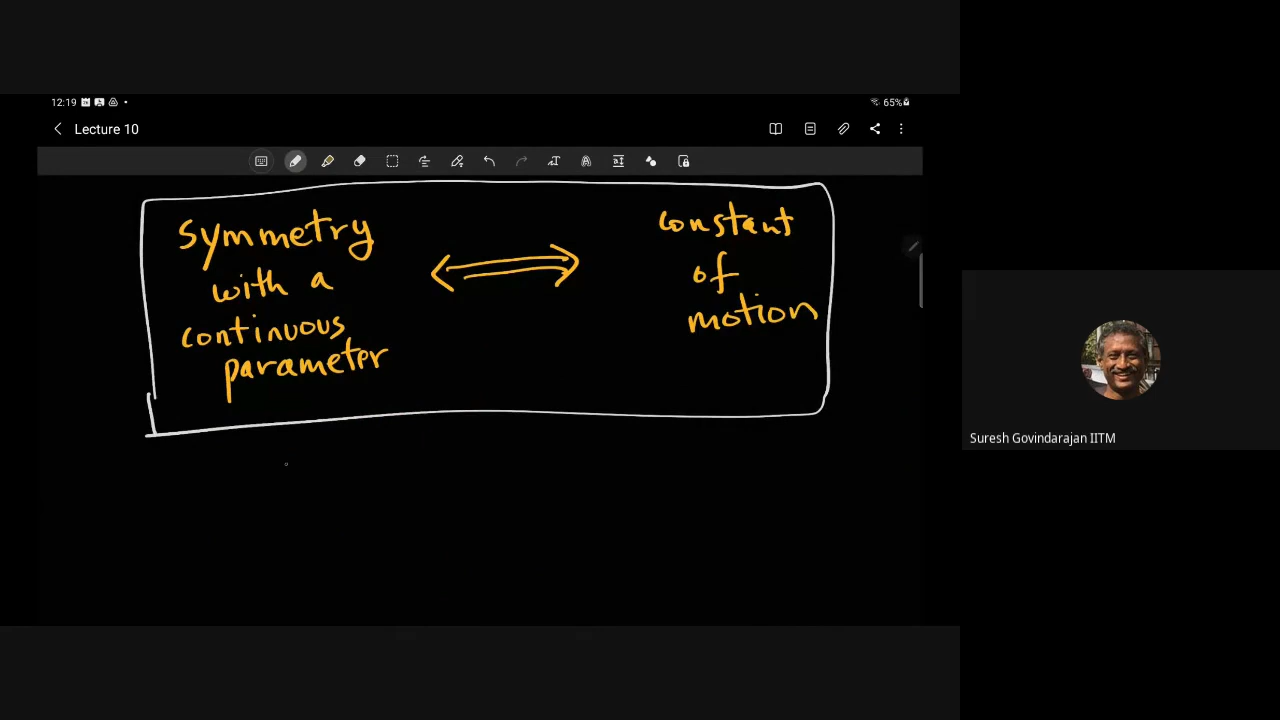 12:19
65%
Lecture 10
symmetry
with a
continuous
parameter
constant
of
motion
Suresh Govindarajan IITM